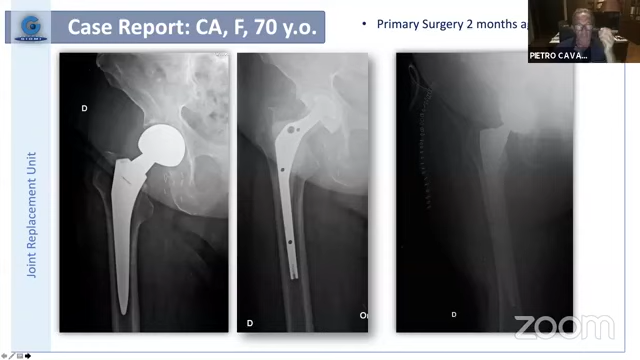 Case Report: CA, F, 70 y.o.
• Primary Surgery 2 months
PIETRO CAVA...
Joint Replacement Unit
D
D
D
zoom